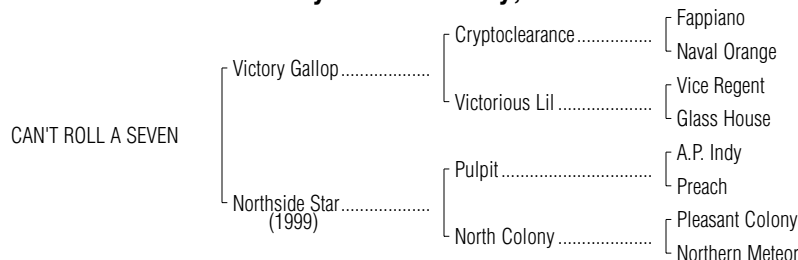 Fappiano
Cryptoclearance
Naval Orange
Victory Gallop
Vice Regent
Victorious Lil
Glass House
CAN'T ROLL A SEVEN
A.P. Indy
Pulpit
Preach
Northside Star
(1999)
Pleasant Colony
North Colony
Northern Meteor